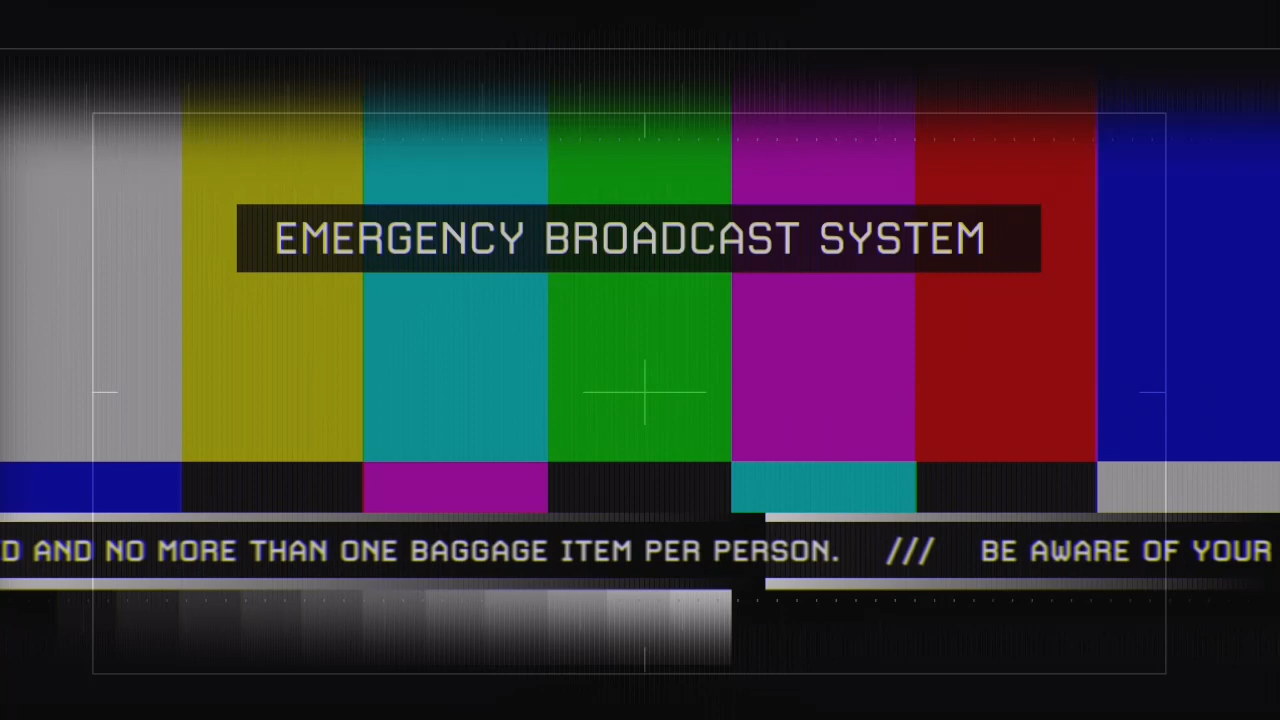 EMERGENCY BROADCAST SYSTEM
D AND NO MORE THAN ONE BAGGAGE ITEM PER PERSON. /// BE AWARE OF YOUR